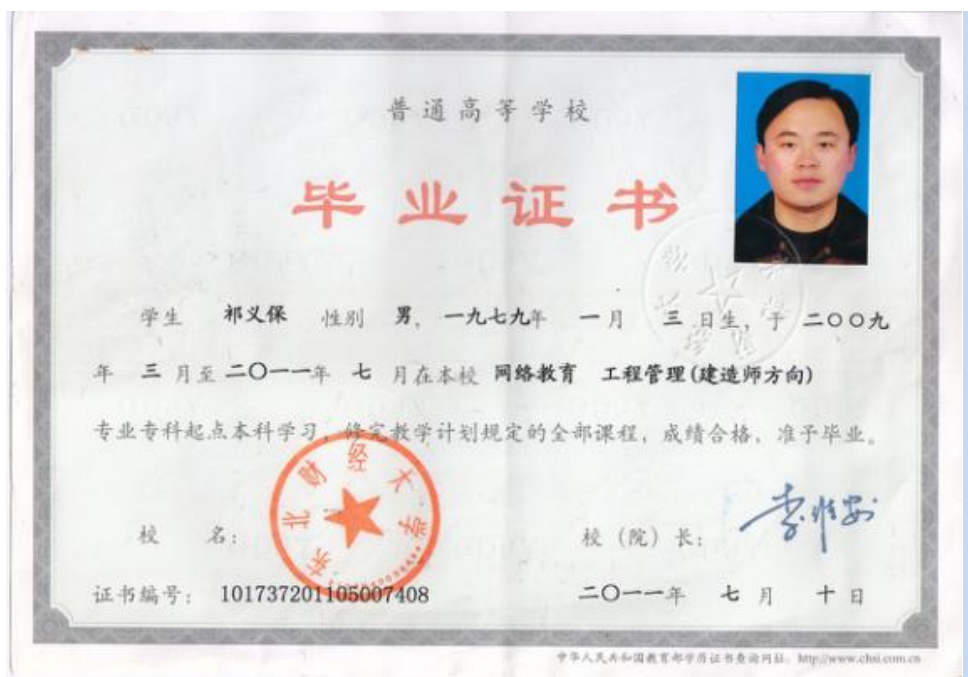 普通高等学校
毕业证书
学生 祁义保 性别 男，一九七九年 一月 三日生，于 二〇〇九
年 三 月至 二〇一一年 七 月在本校 网络教育 工程管理(建造师方向)
专业专科起点本科学习，修完教学计划规定的全部课程，成绩合格，准予毕业。
东北财经大学
校 名：
校（院）长：
证书编号： 101737201105007408
二〇一一年 七 月 十 日
中华人民共和国教育部学历证书查询网址：http://www.chsi.com.cn